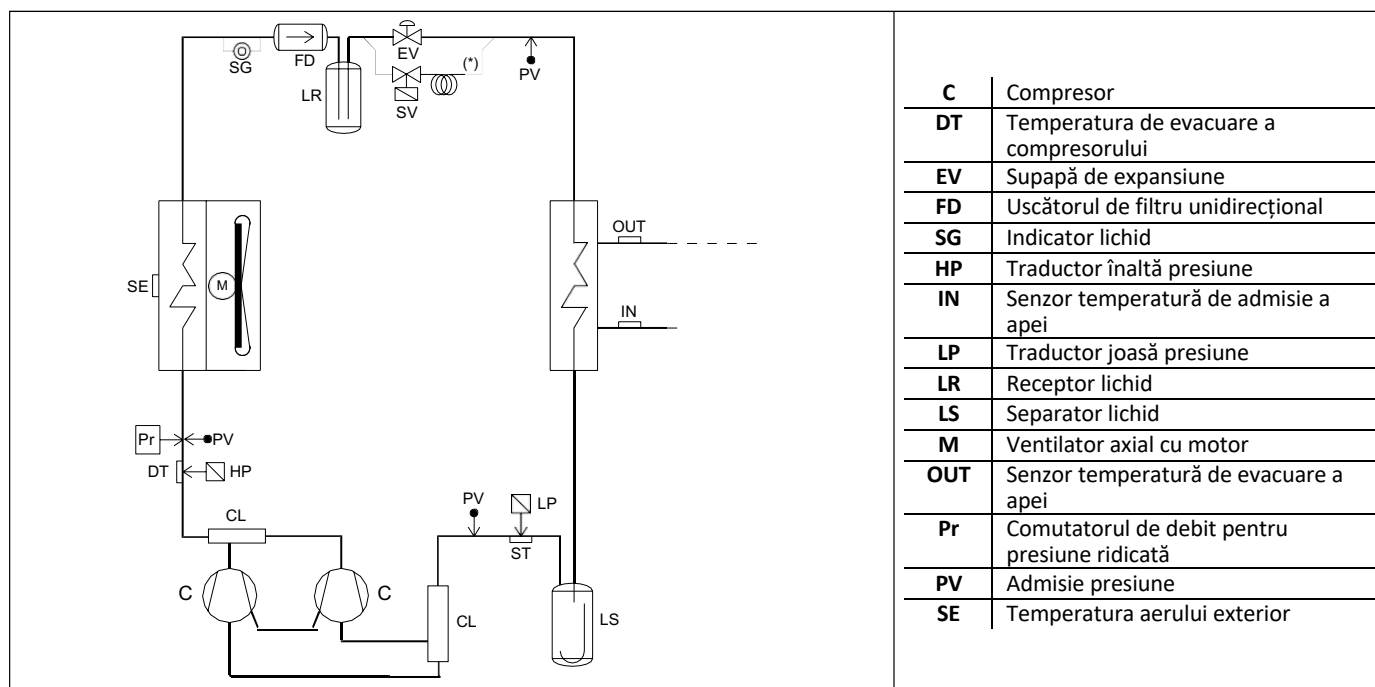 SG
FD
LR
EV
(*)
PV
SV
SE
M
OUT
IN
Pr
PV
DT
HP
CL
C
C
PV
LP
ST
CL
LS
C Compresor
DT Temperatura de evacuare a
compresorului
EV Supapă de expansiune
FD Uscătorul de filtru unidirecțional
SG Indicator lichid
HP Traductor înaltă presiune
IN Senzor temperatură de admisie a
apei
LP Traductor joasă presiune
LR Receptor lichid
LS Separator lichid
M Ventilator axial cu motor
OUT Senzor temperatură de evacuare a
apei
Pr Comutatorul de debit pentru
presiune ridicată
PV Admisie presiune
SE Temperatura aerului exterior